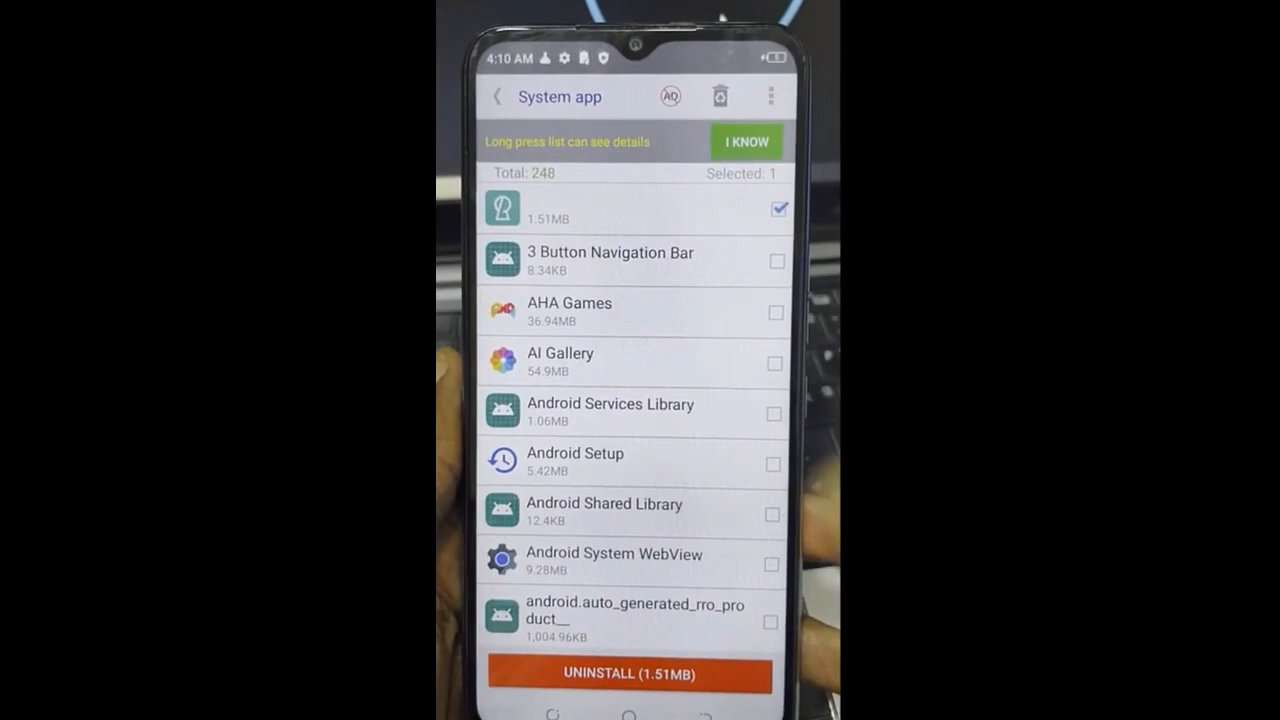 4:10 AM
5
System app
AD
Long press list can see details
I KNOW
Total: 248
Selected: 1
1.51MB
3 Button Navigation Bar
8.34KB
AHA Games
36.94MB
AI Gallery
54.9MB
Android Services Library
1.06MB
Android Setup
5.42MB
Android Shared Library
12.4KB
Android System WebView
9.28MB
android.auto_generated_rro_pro
duct__
1,004.96KB
UNINSTALL (1.51MB)